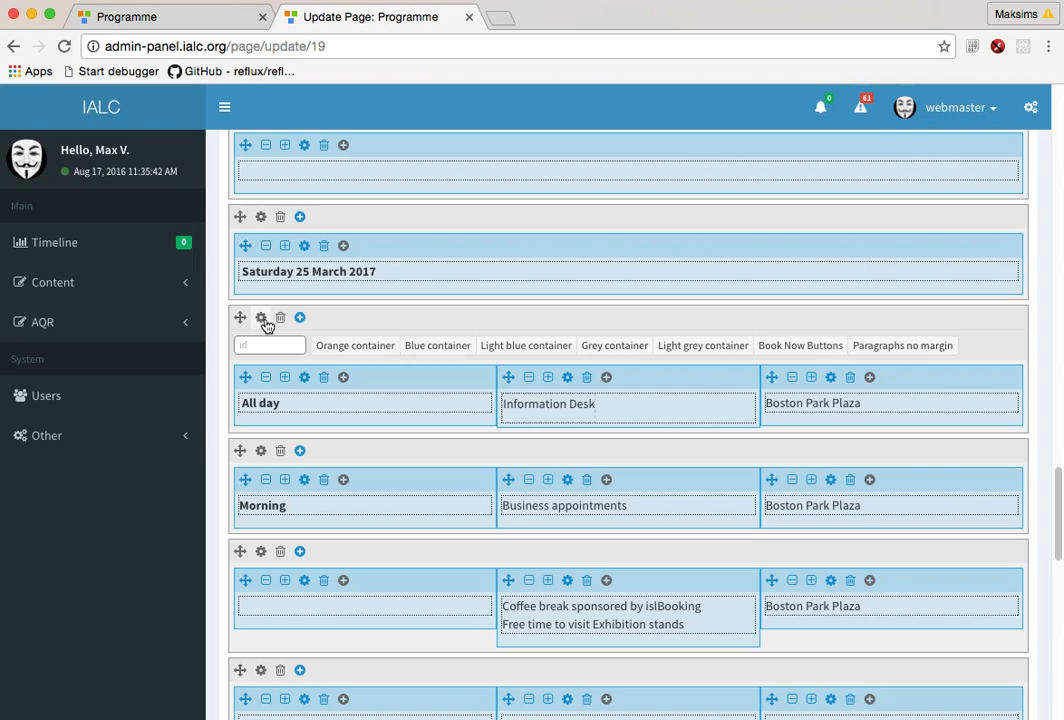 Programme
Update Page: Programme
Maksims
admin-panel.ialc.org/page/update/19
Apps
Start debugger
GitHub - reflux/refl...
IALC
0
61
webmaster
Hello, Max V.
Aug 17, 2016 11:35:42 AM
Main
Timeline
0
Content
AQR
System
Users
Other
Saturday 25 March 2017
id
Orange container
Blue container
Light blue container
Grey container
Light grey container
Book Now Buttons
Paragraphs no margin
All day
Information Desk
Boston Park Plaza
Morning
Business appointments
Boston Park Plaza
Coffee break sponsored by islBooking
Free time to visit Exhibition stands
Boston Park Plaza